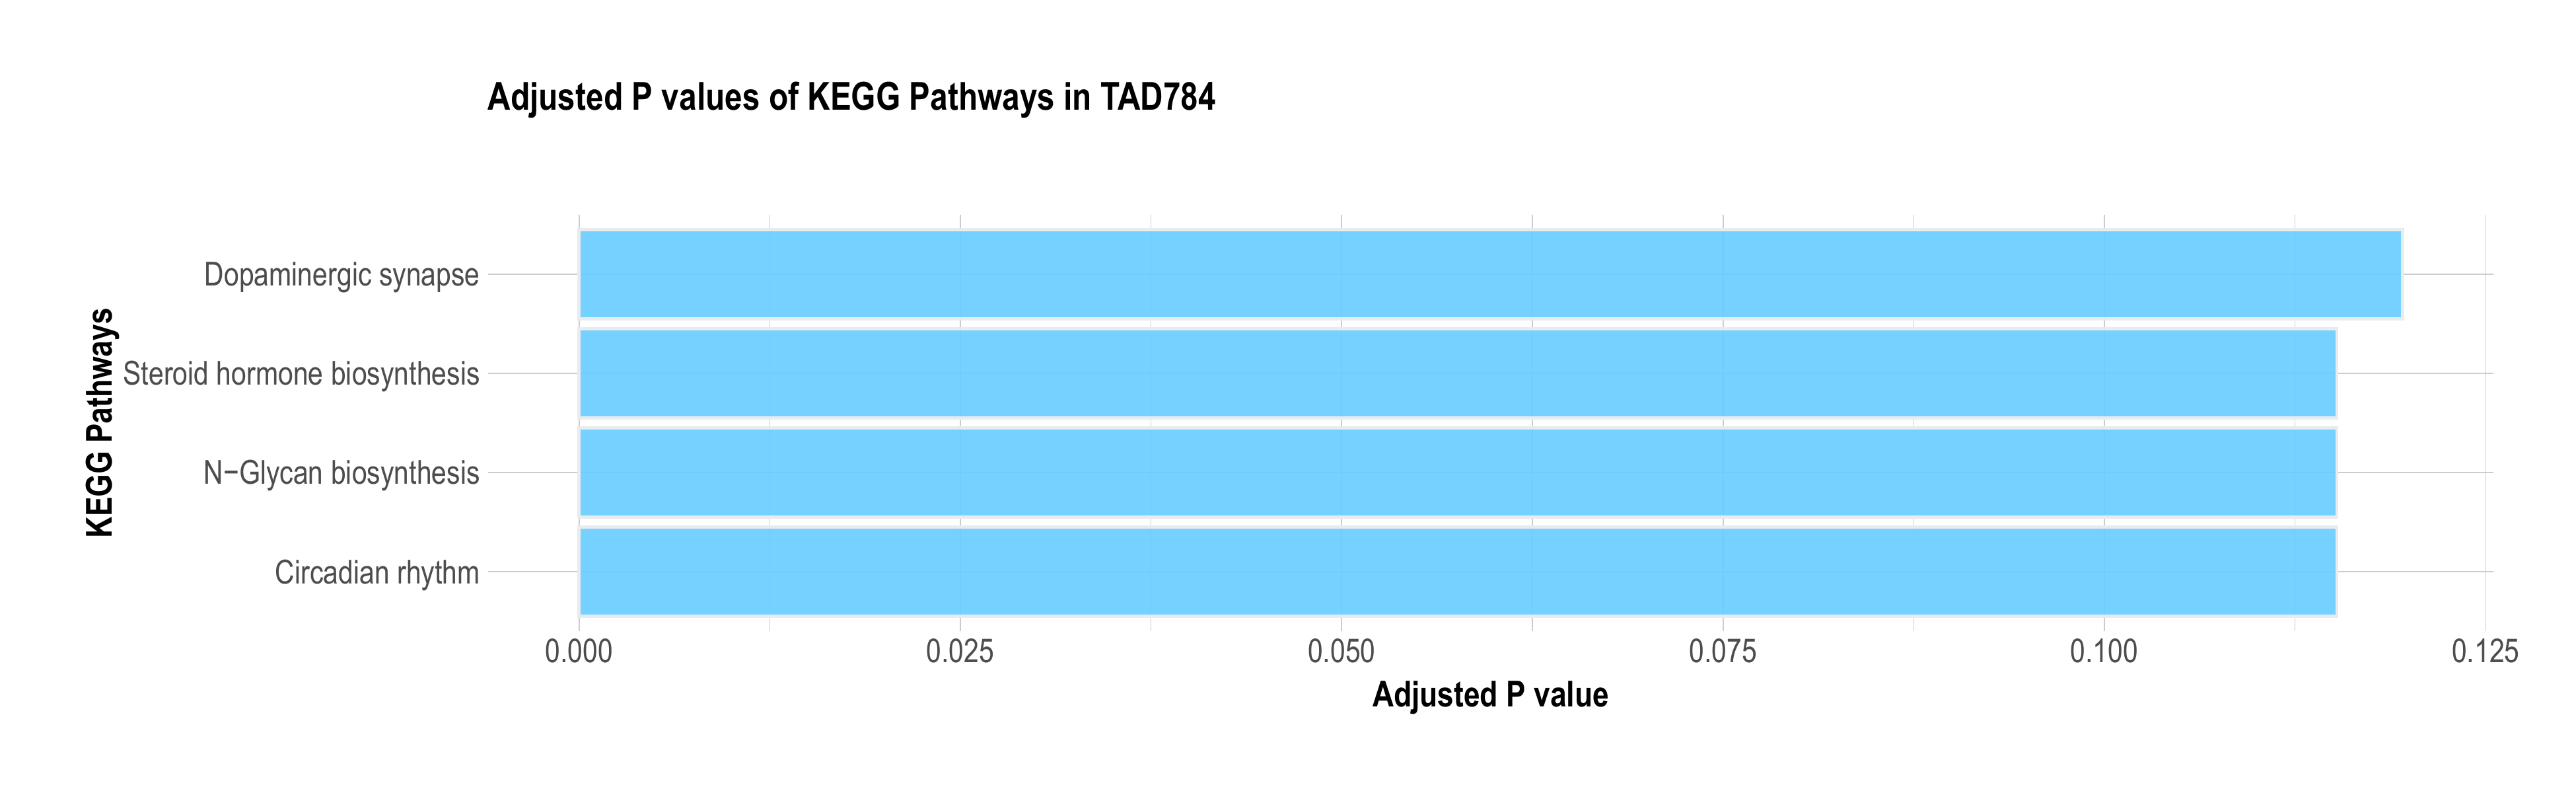 Adjusted P values of KEGG Pathways in TAD784
KEGG Pathways
Dopaminergic synapse
Steroid hormone biosynthesis
N−Glycan biosynthesis
Circadian rhythm
0.000 0.025 0.050 0.075 0.100 0.125
Adjusted P value